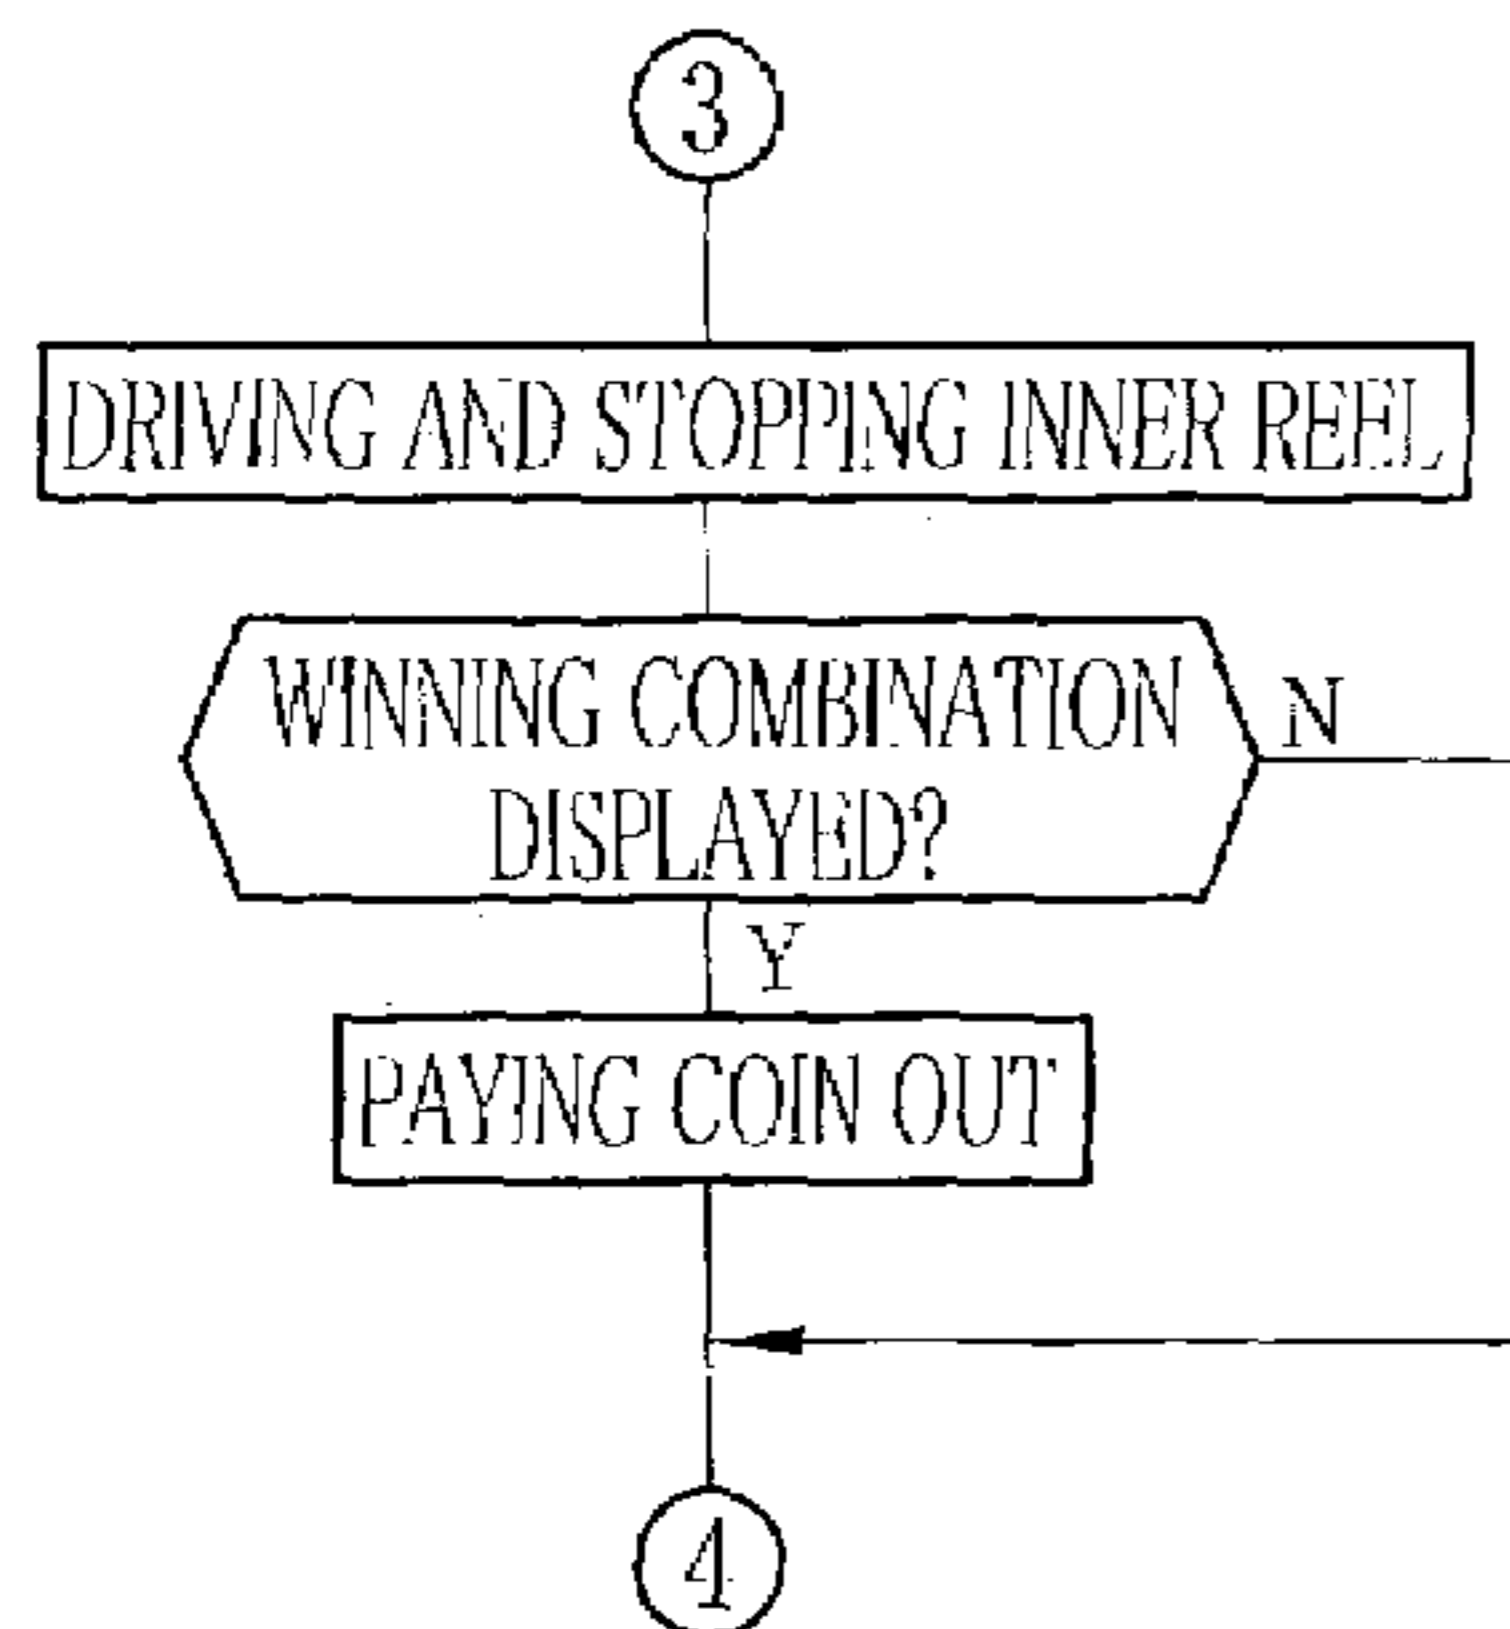 3
DRIVING AND STOPPING INNER REEL
WINNING COMBINATION
DISPLAYED?
N
Y
PAYING COIN OUT
4